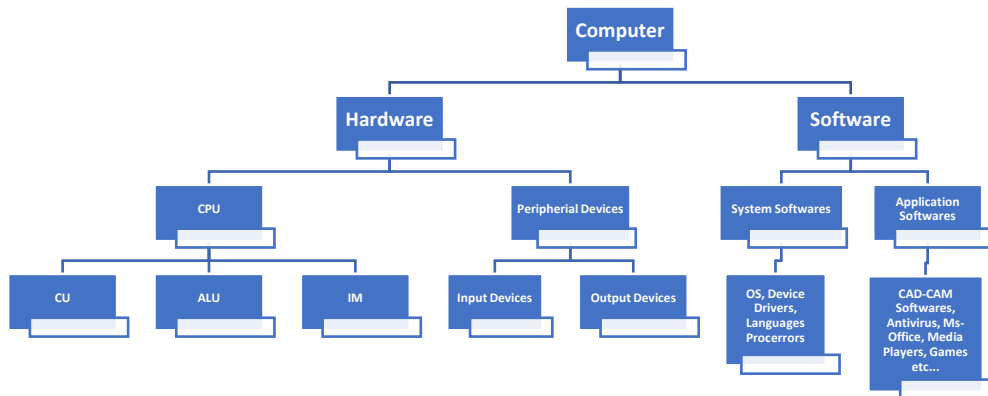 Computer
Hardware
Software
CPU
Peripherial Devices
System Softwares
Application
Softwares
CU
ALU
IM
Input Devices
Output Devices
OS, Device
Drivers,
Languages
Procerrors
CAD-CAM
Softwares,
Antivirus, Ms-
Office, Media
Players, Games
etc...